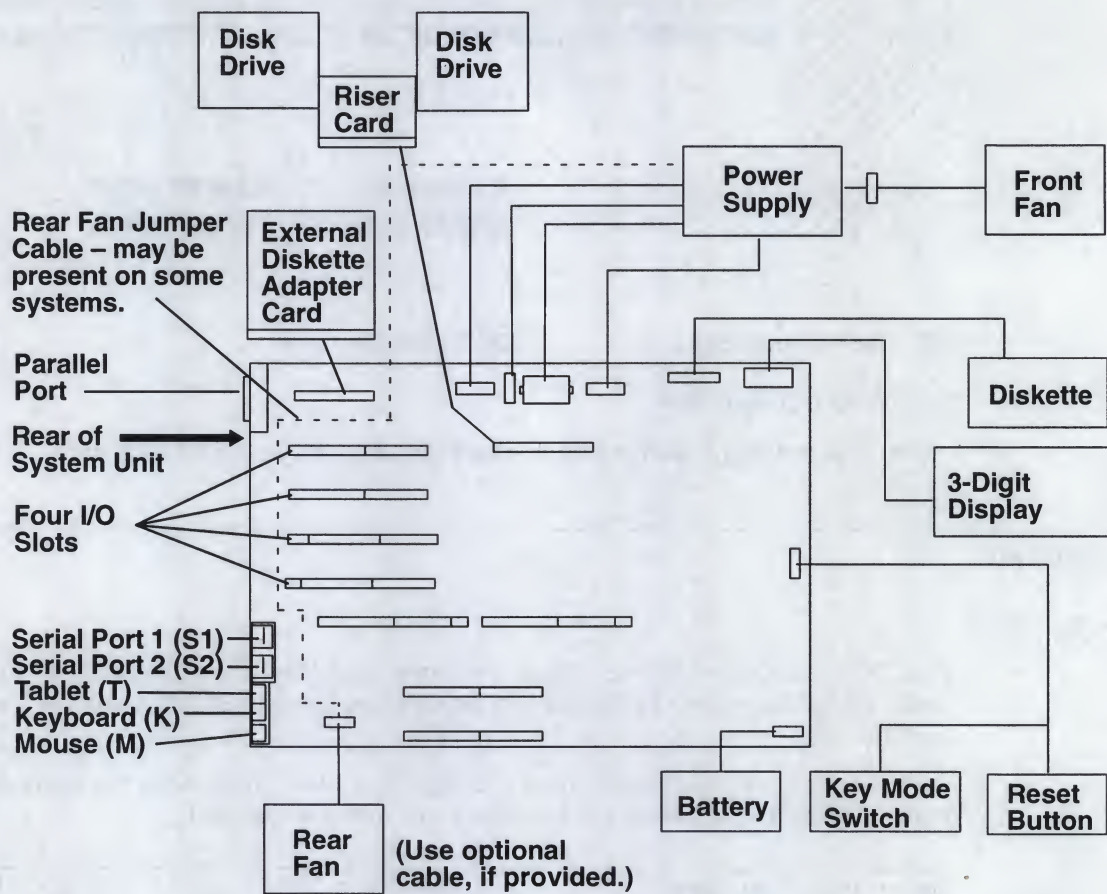 Disk
Drive
Disk
Drive
Riser
Card
Power
Supply
Front
Fan
Rear Fan Jumper
Cable – may be
present on some
systems.
External
Diskette
Adapter
Card
Parallel
Port
Diskette
Rear of
System Unit
3-Digit
Display
Four I/O
Slots
Serial Port 1 (S1)
Serial Port 2 (S2)
Tablet (T)
Keyboard (K)
Mouse (M)
Battery
Key Mode
Switch
Reset
Button
Rear
Fan
(Use optional
cable, if provided.)